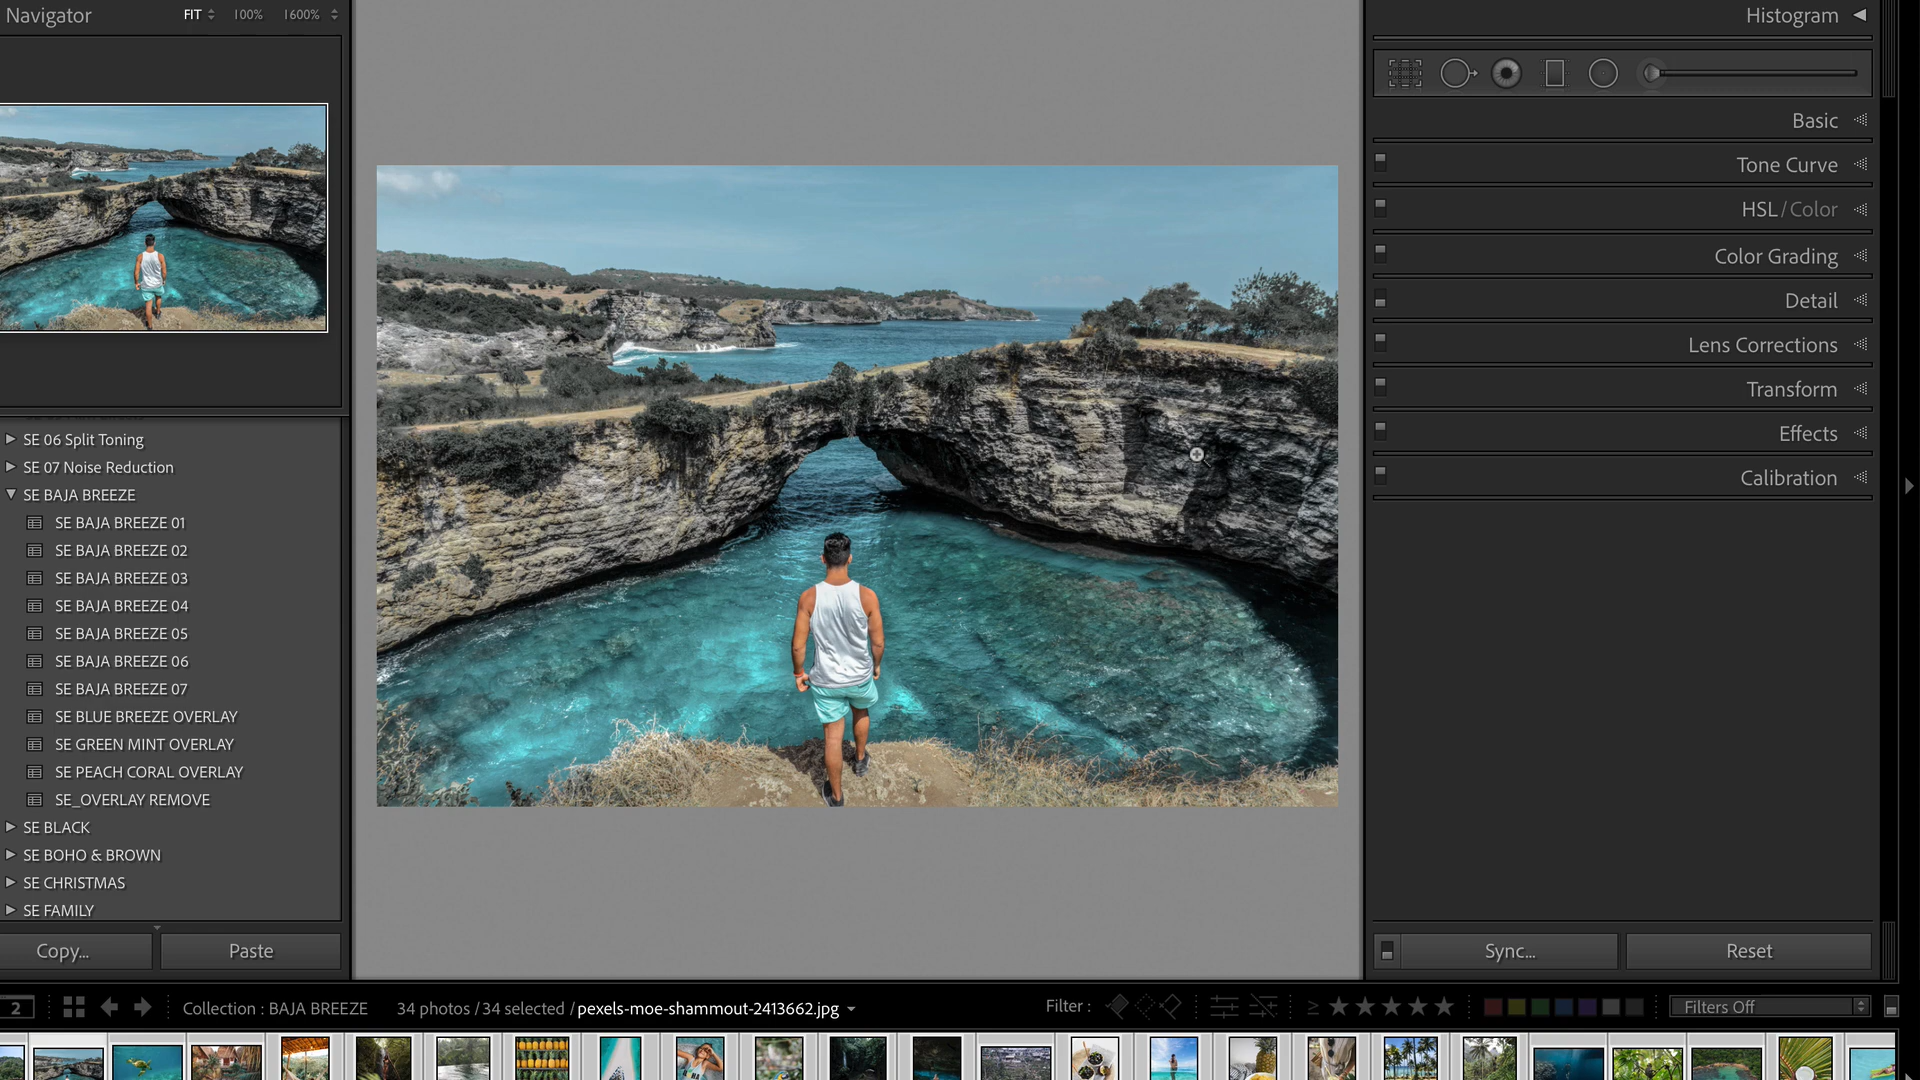 Navigator FIT 100% 1600%
SE 06 Split Toning
SE 07 Noise Reduction
SE BAJA BREEZE
SE BAJA BREEZE 01
SE BAJA BREEZE 02
SE BAJA BREEZE 03
SE BAJA BREEZE 04
SE BAJA BREEZE 05
SE BAJA BREEZE 06
SE BAJA BREEZE 07
SE BLUE BREEZE OVERLAY
SE GREEN MINT OVERLAY
SE PEACH CORAL OVERLAY
SE_OVERLAY REMOVE
SE BLACK
SE BOHO & BROWN
SE CHRISTMAS
SE FAMILY
Copy... Paste
Histogram
Basic
Tone Curve
HSL / Color
Color Grading
Detail
Lens Corrections
Transform
Effects
Calibration
Sync... Reset
2 Collection : BAJA BREEZE 34 photos / 34 selected / pexels-moe-shammout-2413662.jpg Filter : ≥ Filters Off